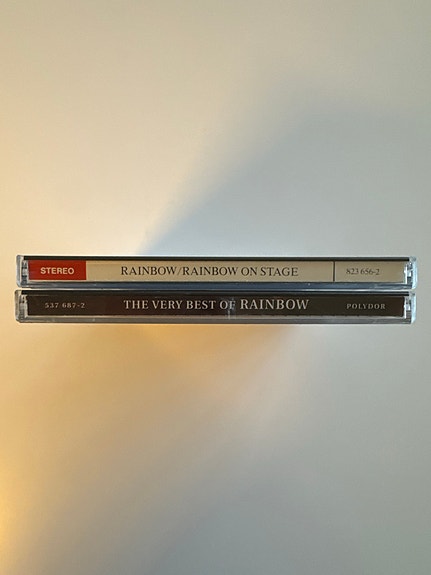 STEREO RAINBOW/RAINBOW ON STAGE 823 656-2
537 687-2 THE VERY BEST OF RAINBOW POLYDOR